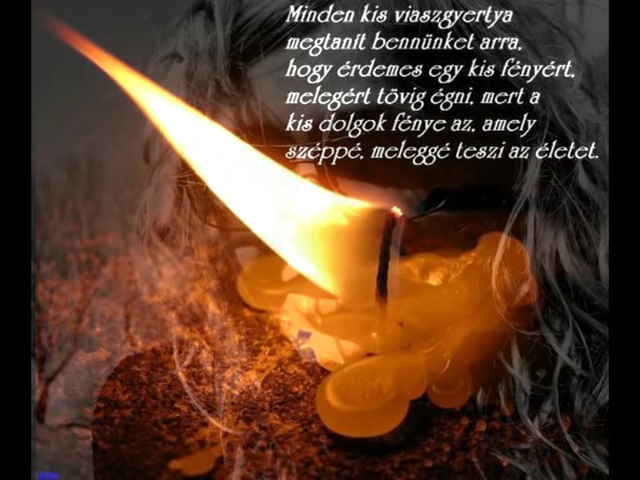 Minden kis viaszgyertya
megtanít bennünket arra,
hogy érdemes egy kis fényért,
melegért tövig égni, mert a
kis dolgok fénye az, amely
széppé, meleggé teszi az életet.